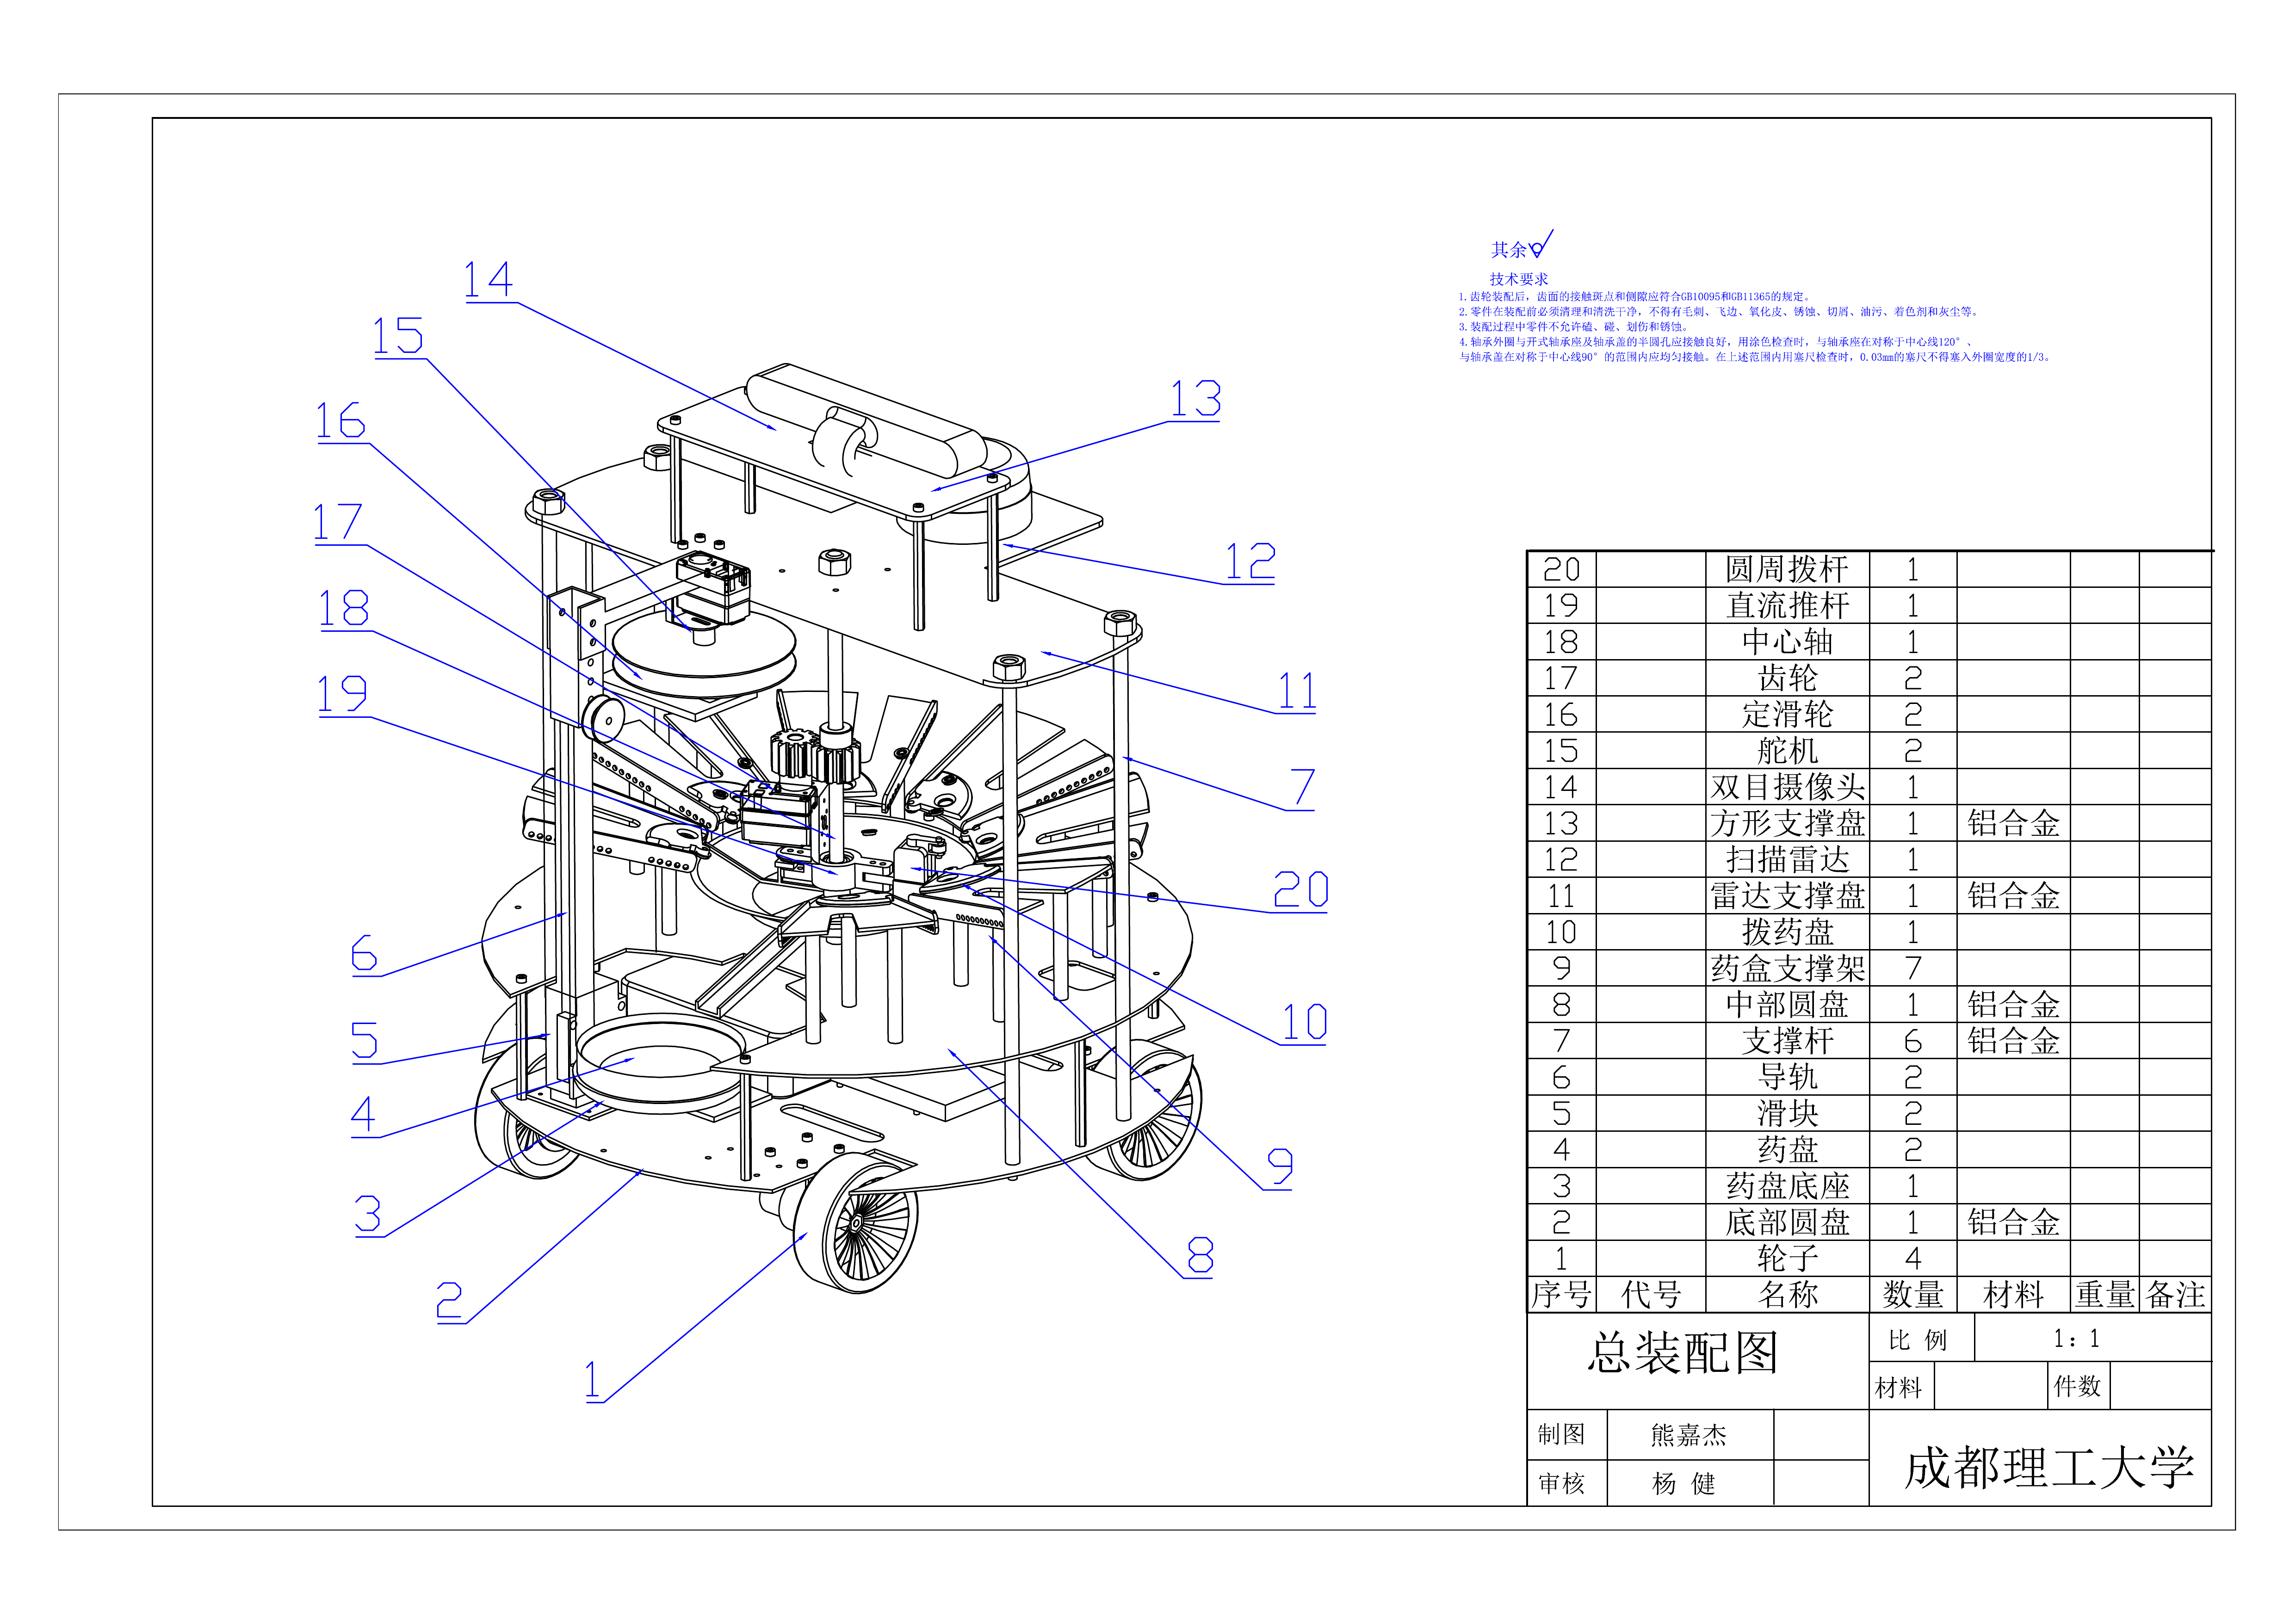 14
15
16
17
18
19
6
5
4
3
2
1
13
12
11
7
20
10
9
8
其余
技术要求
1.齿轮装配后，齿面的接触斑点和侧隙应符合GB10095和GB11365的规定。
2.零件在装配前必须清理和清洗干净，不得有毛刺、飞边、氧化皮、锈蚀、切屑、油污、着色剂和灰尘等。
3.装配过程中零件不允许磕、碰、划伤和锈蚀。
4.轴承外圈与开式轴承座及轴承盖的半圆孔应接触良好，用涂色检查时，与轴承座在对称于中心线120°、
与轴承盖在对称于中心线90°的范围内应均匀接触。在上述范围内用塞尺检查时，0.03mm的塞尺不得塞入外圈宽度的1/3。
20 圆周拨杆 1
19 直流推杆 1
18 中心轴 1
17 齿轮 2
16 定滑轮 2
15 舵机 2
14 双目摄像头 1
13 方形支撑盘 1 铝合金
12 扫描雷达 1
11 雷达支撑盘 1 铝合金
10 拨药盘 1
9 药盒支撑架 7
8 中部圆盘 1 铝合金
7 支撑杆 6 铝合金
6 导轨 2
5 滑块 2
4 药盘 2
3 药盘底座 1
2 底部圆盘 1 铝合金
1 轮子 4
序号 代号 名称 数量 材料 重量 备注
总装配图
比 例 1：1
材料 件数
制图 熊嘉杰
审核 杨 健
成都理工大学